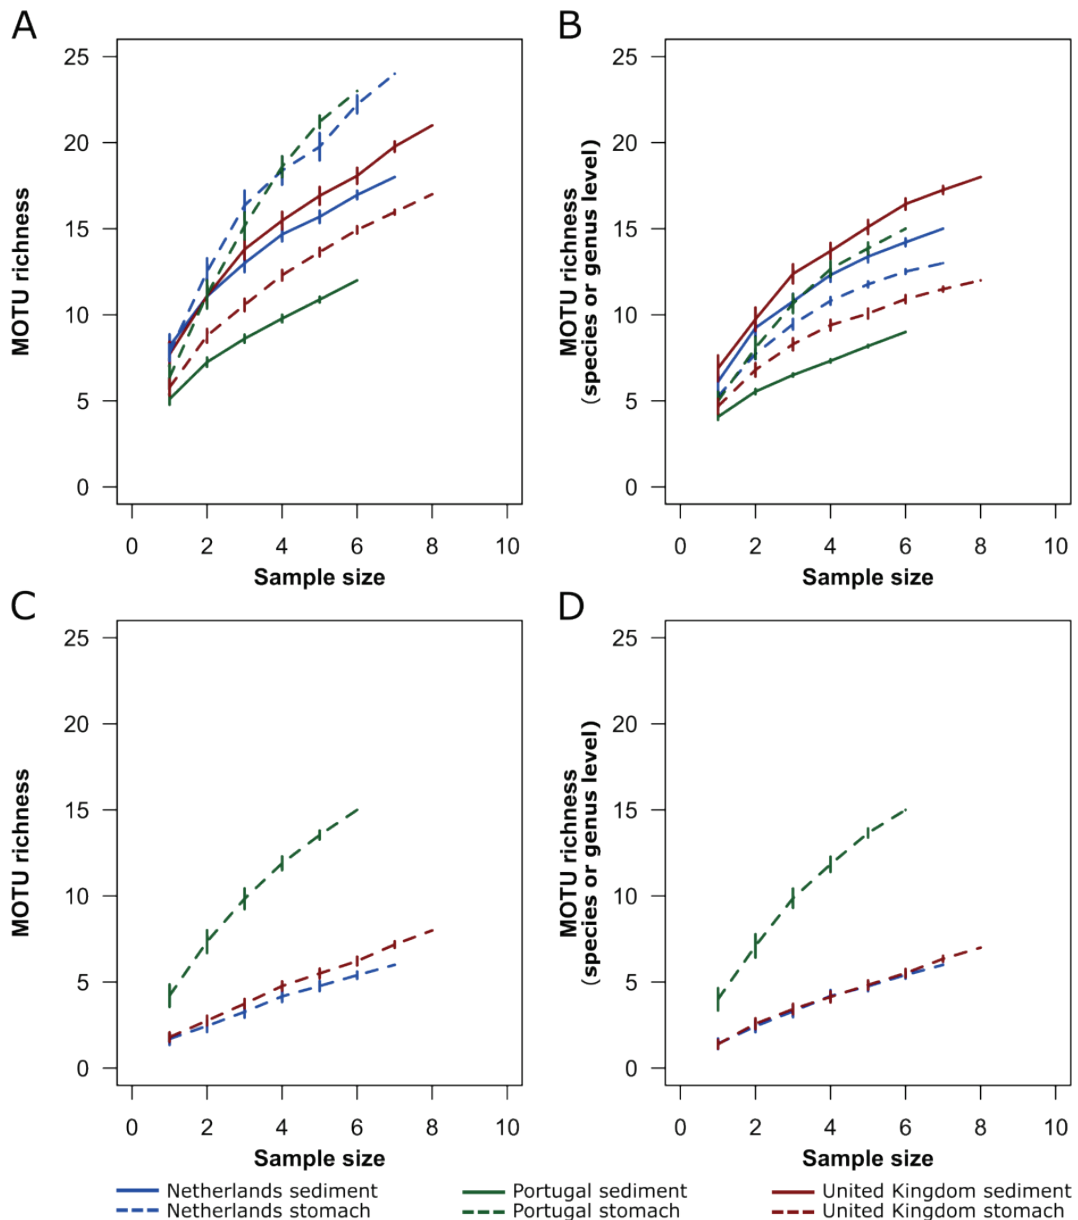 A
B
25
20
15
10
5
0
MOTU richness
0 2 4 6 8 10
Sample size
25
20
15
10
5
0
MOTU richness
(species or genus level)
0 2 4 6 8 10
Sample size
C
D
25
20
15
10
5
0
MOTU richness
0 2 4 6 8 10
Sample size
25
20
15
10
5
0
MOTU richness
(species or genus level)
0 2 4 6 8 10
Sample size
Netherlands sediment
Netherlands stomach
Portugal sediment
Portugal stomach
United Kingdom sediment
United Kingdom stomach